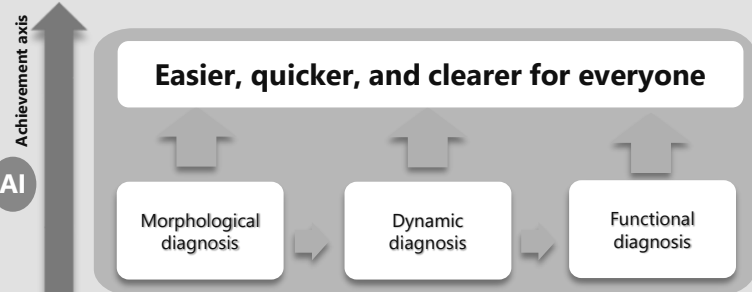 Achievement axis
Easier, quicker, and clearer for everyone
AI
Morphological
diagnosis
Dynamic
diagnosis
Functional
diagnosis